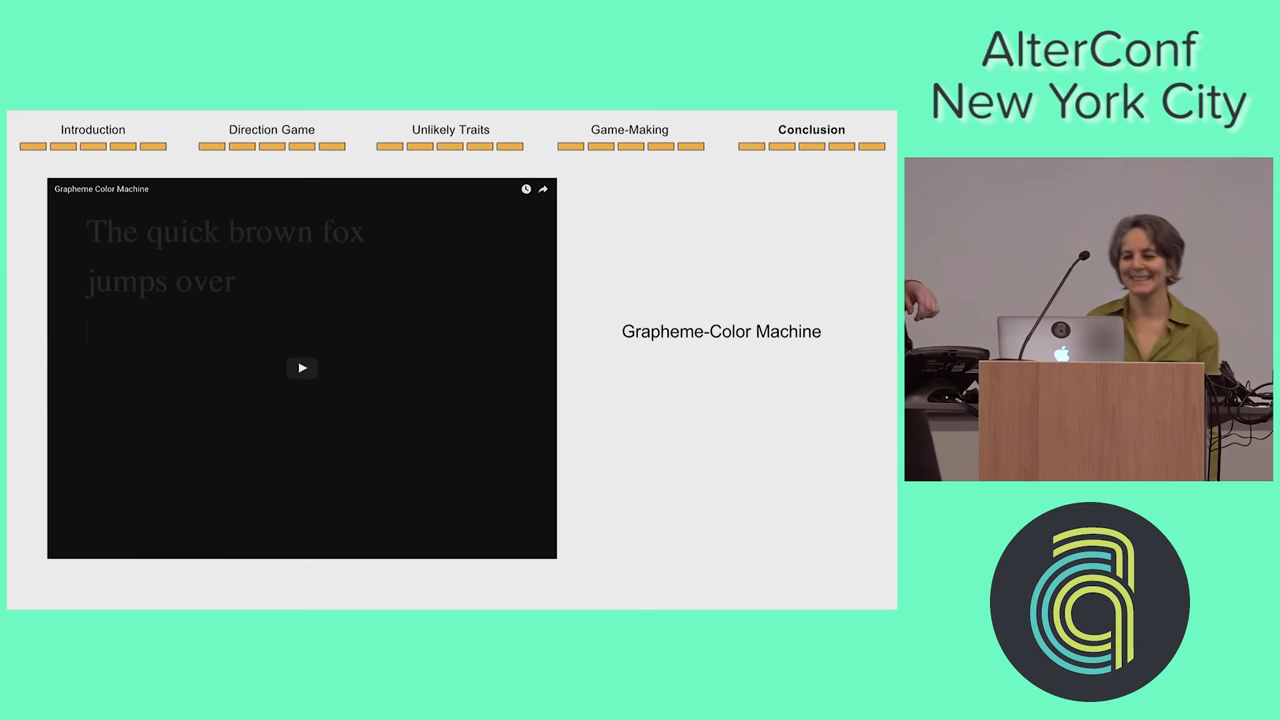 AlterConf
New York City
Introduction
Direction Game
Unlikely Traits
Game-Making
Conclusion
Grapheme Color Machine
The quick brown fox
jumps over
Grapheme-Color Machine